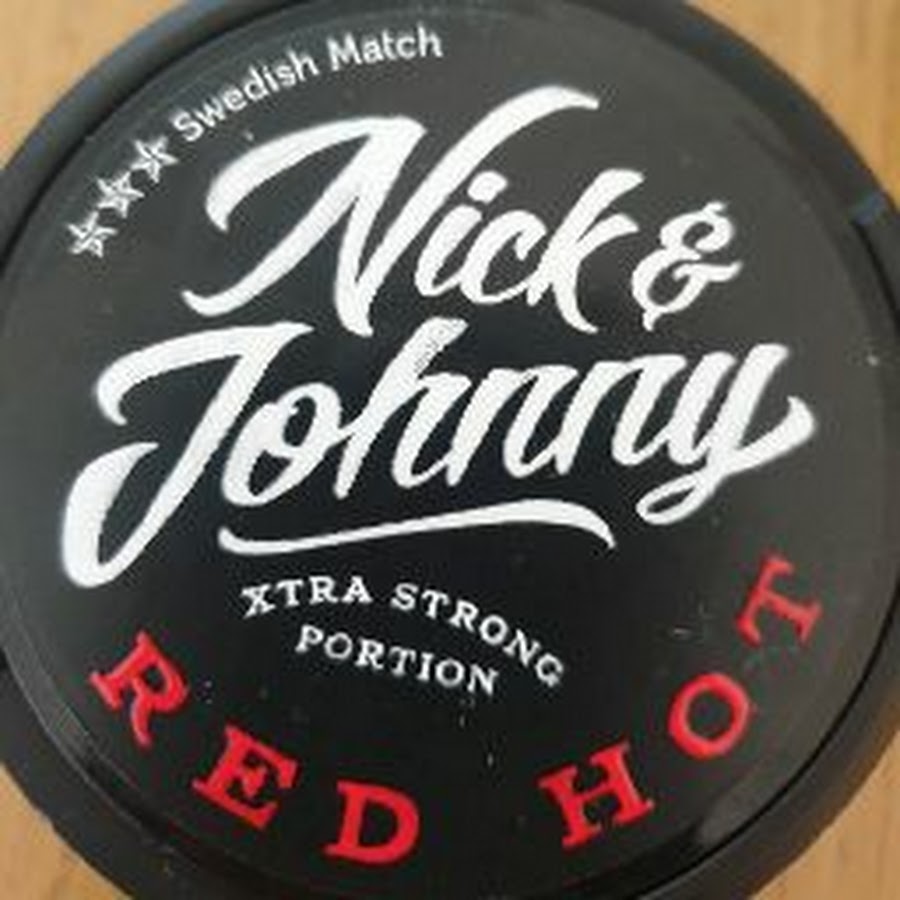 Swedish Match
Nick &
Johnny
XTRA STRONG
PORTION
RED HOT